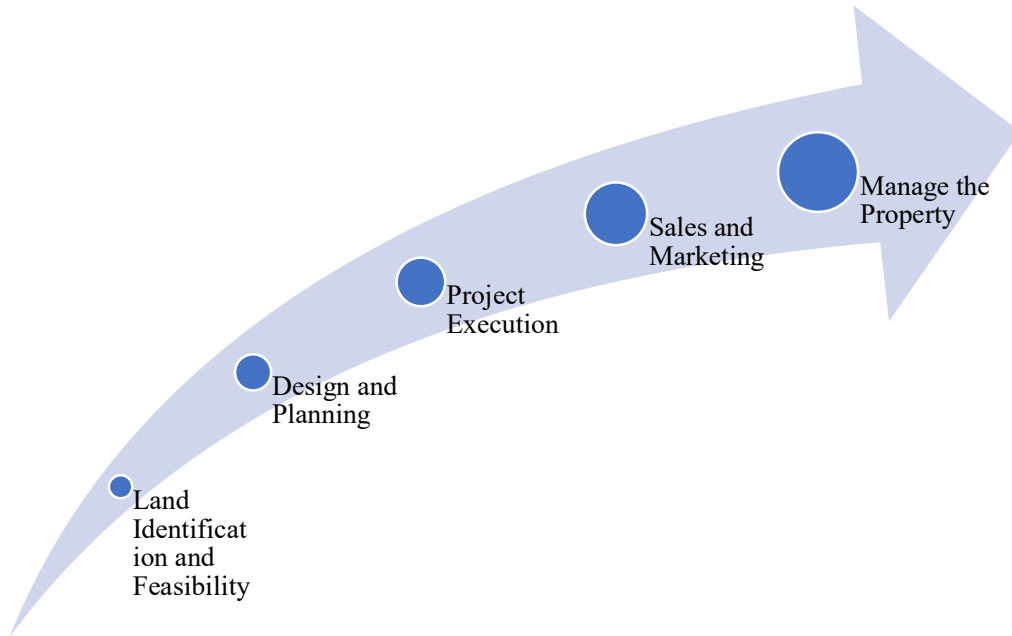 Land
Identificat
ion and
Feasibility
Design and
Planning
Project
Execution
Sales and
Marketing
Manage the
Property